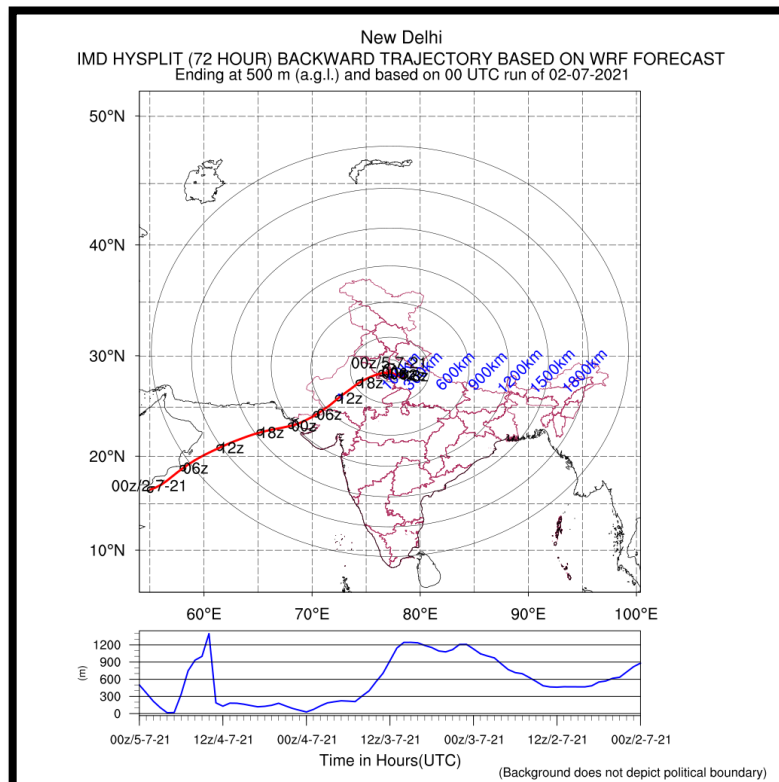 New Delhi
IMD HYSPLIT (72 HOUR) BACKWARD TRAJECTORY BASED ON WRF FORECAST
Ending at 500 m (a.g.l.) and based on 00 UTC run of 02-07-2021
50°N
40°N
30°N
20°N
10°N
60°E 70°E 80°E 90°E 100°E
600km
900km
1200km
1500km
1800km
00z/5-7-21
18z
12z
06z
00z
18z
12z
06z
00z/2-7-21
1200
900
600
300
0
(m)
00z/5-7-21 12z/4-7-21 00z/4-7-21 12z/3-7-21 00z/3-7-21 12z/2-7-21 00z/2-7-21
Time in Hours(UTC)
(Background does not depict political boundary)